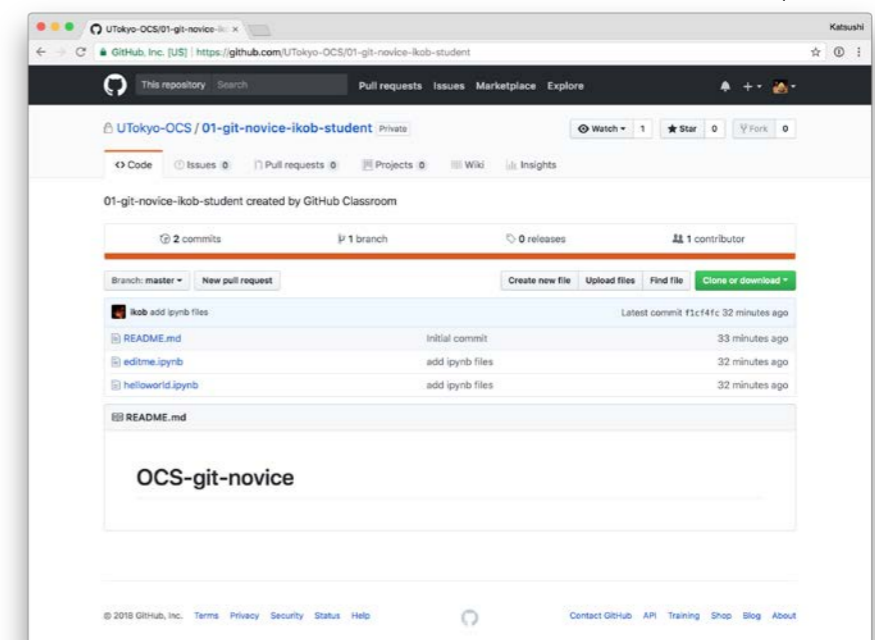 UTokyo-OCS/01-git-novice-ik
Katsushi
GitHub, Inc. [US] https://github.com/UTokyo-OCS/01-git-novice-ikob-student
This repository Search Pull requests Issues Marketplace Explore
UTokyo-OCS / 01-git-novice-ikob-student Private Watch 1 Star 0 Fork 0
Code Issues 0 Pull requests 0 Projects 0 Wiki Insights
01-git-novice-ikob-student created by GitHub Classroom
2 commits 1 branch 0 releases 1 contributor
Branch: master New pull request Create new file Upload files Find file Clone or download
ikob add ipynb files Latest commit f1cf4fc 32 minutes ago
README.md Initial commit 33 minutes ago
editme.ipynb add ipynb files 32 minutes ago
helloworld.ipynb add ipynb files 32 minutes ago
README.md
OCS-git-novice
© 2018 GitHub, Inc. Terms Privacy Security Status Help Contact GitHub API Training Shop Blog About